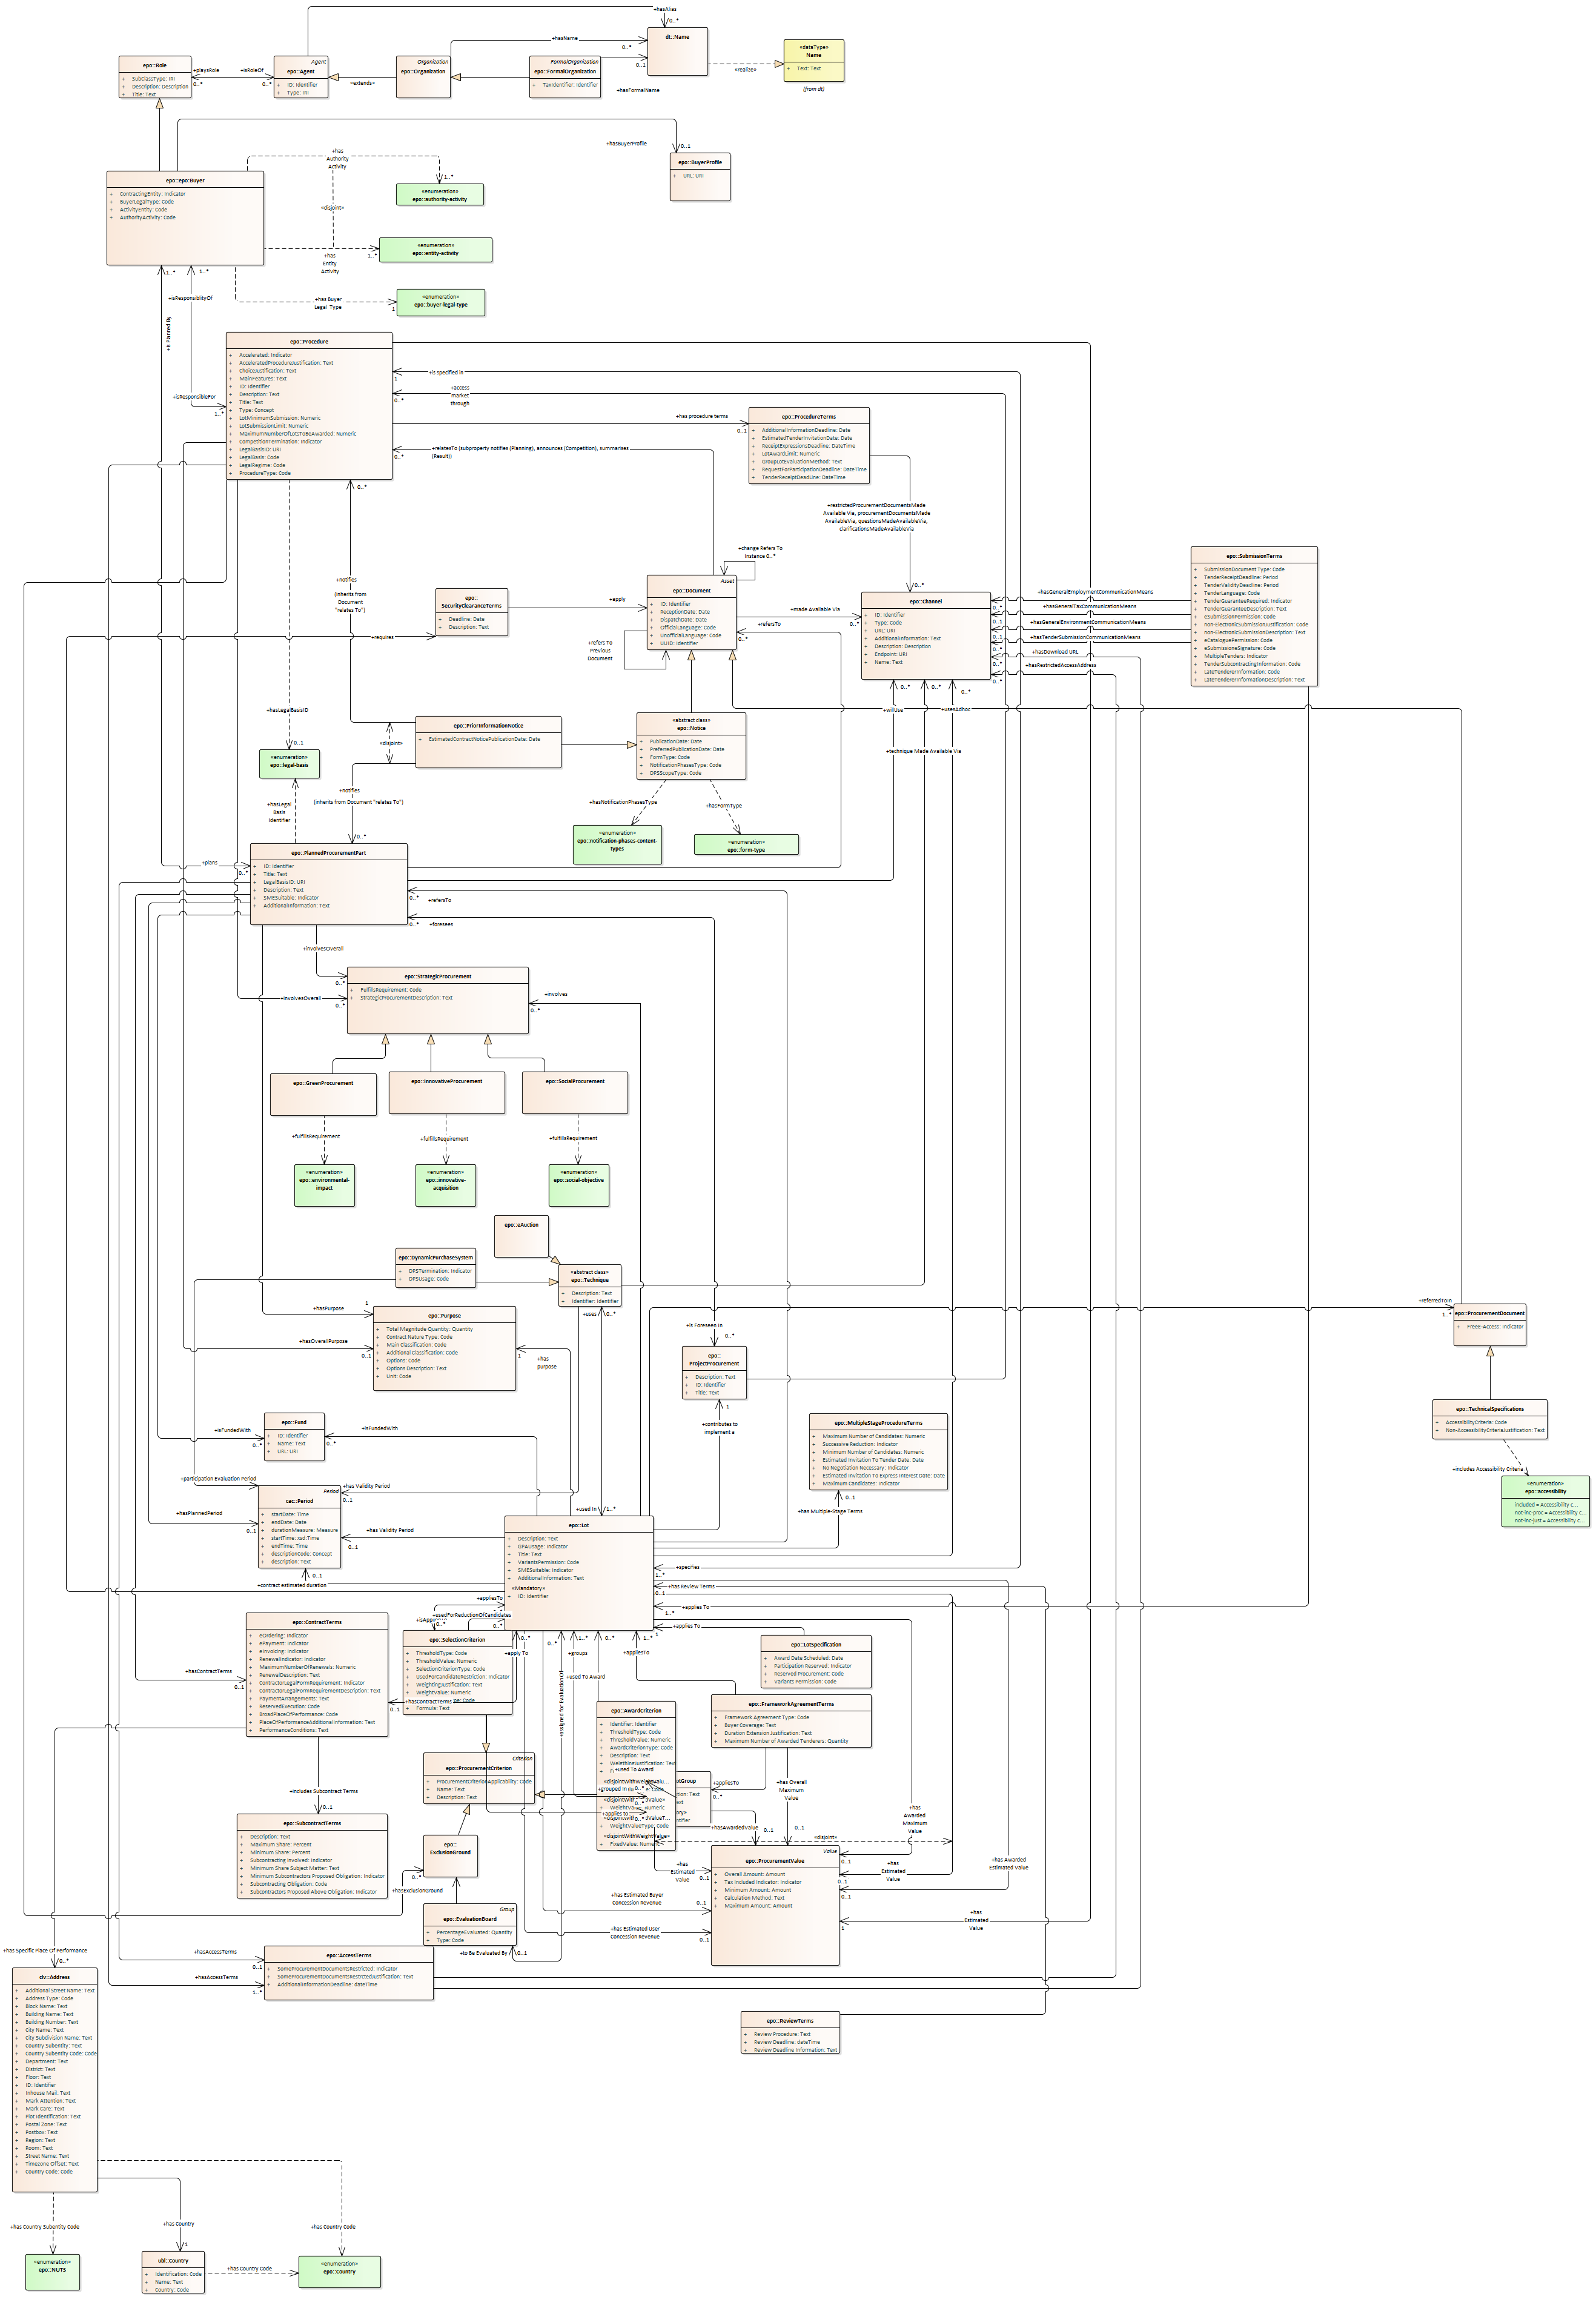 +hasAlias
/0..*
epo::Role
+ SubClassType: IRI
+ Description: Description
+ Title: Text
+playsRole
0..*
+isRoleOf
0..*
Agent
epo::Agent
+ ID: Identifier
+ Type: IRI
«extends»
Organization
epo::Organization
FormalOrganization
epo::FormalOrganization
+ TaxIdentifier: Identifier
+hasName
0..*
0..1
+hasFormalName
dt::Name
«realize»
«dataType»
Name
+ Text: Text
(from dt)
+hasBuyerProfile
0..1
epo::BuyerProfile
+ URL: URI
epo::epo:Buyer
+ ContractingEntity: Indicator
+ BuyerLegalType: Code
+ ActivityEntity: Code
+ AuthorityActivity: Code
+has
Authority
Activity
1..*
«enumeration»
epo::authority-activity
«disjoint»
+has
Entity
Activity
1..*
«enumeration»
epo::entity-activity
+has Buyer
Legal Type
1
«enumeration»
epo::buyer-legal-type
1..*
1..*
+isResponsiblityOf
+is Planned By
+isResponsibleFor
1..*
epo::Procedure
+ Accelerated: Indicator
+ AcceleratedProcedureJustification: Text
+ ChoiceJustification: Text
+ MainFeatures: Text
+ ID: Identifier
+ Description: Text
+ Title: Text
+ Type: Concept
+ LotMinimumSubmission: Numeric
+ LotSubmissionLimit: Numeric
+ MaximumNumberOfLotsToBeAwarded: Numeric
+ CompetitionTermination: Indicator
+ LegalBasisID: URI
+ LegalBasis: Code
+ LegalRegime: Code
+ ProcedureType: Code
+is specified in
1
+access
market
through
0..*
+has procedure terms
0..1
+relatesTo (subproperty notifies (Planning), announces (Competition), summarises
(Result))
0..*
epo::ProcedureTerms
+ AdditionalInformationDeadline: Date
+ EstimatedTenderInvitationDate: Date
+ ReceiptExpressionsDeadline: DateTime
+ LotAwardLimit: Numeric
+ GroupLotEvaluationMethod: Text
+ RequestForParticipationDeadline: DateTime
+ TenderReceiptDeadLine: DateTime
+restrictedProcurementDocumentsMade
Available Via, procurementDocumentsMade
AvailableVia, questionsMadeAvailableVia,
clarificationsMadeAvailableVia
/0..*
0..*
+notifies
(inherits from
Document
"relates To")
+change Refers To
Instance 0..*
epo::
SecurityClearanceTerms
+ Deadline: Date
+ Description: Text
+requires
+apply
Asset
epo::Document
+ ID: Identifier
+ ReceptionDate: Date
+ DispatchDate: Date
+ OfficialLanguage: Code
+ UnofficialLanguage: Code
+ UUID: Identifier
+refers To
Previous
Document
+made Available Via
0..*
+refersTo
0..*
epo::Channel
+ ID: Identifier
+ Type: Code
+ URL: URI
+ AdditionalInformation: Text
+ Description: Description
+ Endpoint: URI
+ Name: Text
+hasGeneralEmploymentCommunicationMeans
0..*
+hasGeneralTaxCommunicationMeans
0..1
+hasGeneralEnvironmentCommunicationMeans
0..1
+hasTenderSubmissionCommunicationMeans
0..*
+hasDownload URL
0..*
+hasRestrictedAccessAddress
0..*
epo::SubmissionTerms
+ SubmissionDocument Type: Code
+ TenderReceiptDeadline: Period
+ TenderValidityDeadline: Period
+ TenderLanguage: Code
+ TenderGuaranteeRequired: Indicator
+ TenderGuaranteeDescription: Text
+ eSubmissionPermission: Code
+ non-ElectronicSubmissionJustification: Code
+ non-ElectronicSubmissionDescription: Text
+ eCataloguePermission: Code
+ eSubmissioneSignature: Code
+ MultipleTenders: Indicator
+ TenderSubcontractingInformation: Code
+ LateTendererInformation: Code
+ LateTendererInformationDescription: Text
0..*
0..*
0..*
+willUse
+usesAdhoc
+technique Made Available Via
+hasLegalBasisID
0..1
«enumeration»
epo::legal-basis
+hasLegal
Basis
Identifier
epo::PriorInformationNotice
+ EstimatedContractNoticePublicationDate: Date
«disjoint»
+notifies
(inherits from Document "relates To")
/0..*
«abstract class»
epo::Notice
+ PublicationDate: Date
+ PreferredPublicationDate: Date
+ FormType: Code
+ NotificationPhasesType: Code
+ DPSScopeType: Code
+hasNotificationPhasesType
+hasFormType
«enumeration»
epo::notification-phases-content-
types
«enumeration»
epo::form-type
+plans
0..*
epo::PlannedProcurementPart
+ ID: Identifier
+ Title: Text
+ LegalBasisID: URI
+ Description: Text
+ SMESuitable: Indicator
+ AdditionalInformation: Text
0..*
+refersTo
0..*
+foresees
+involvesOverall
0..*
+involvesOverall
0..*
epo::StrategicProcurement
+ FulfillsRequirement: Code
+ StrategicProcurementDescription: Text
+involves
0..*
epo::GreenProcurement
epo::InnovativeProcurement
epo::SocialProcurement
+fulfillsRequirement
+fulfillsRequirement
+fulfillsRequirement
«enumeration»
epo::environmental-
impact
«enumeration»
epo::innovative-
acquisition
«enumeration»
epo::social-objective
epo::eAuction
epo::DynamicPurchaseSystem
+ DPSTermination: Indicator
+ DPSUsage: Code
«abstract class»
epo::Technique
+ Description: Text
+ Identifier: Identifier
+uses
0..*
+hasPurpose
1
+hasOverallPurpose
0..1
epo::Purpose
+ Total Magnitude Quantity: Quantity
+ Contract Nature Type: Code
+ Main Classification: Code
+ Additional Classification: Code
+ Options: Code
+ Options Description: Text
+ Unit: Code
1
+has
purpose
+is Foreseen In
0..*
epo::
ProjectProcurement
+ Description: Text
+ ID: Identifier
+ Title: Text
1
+contributes to
implement a
+referredToIn
1..*
epo::ProcurementDocument
+ FreeE-Access: Indicator
epo::TechnicalSpecifications
+ AccessibilityCriteria: Code
+ Non-AccessibilityCriteriaJustification: Text
+includes Accessibility Criteria
«enumeration»
epo::accessibility
included = Accessibility c...
not-inc-proc = Accessibility c...
not-inc-just = Accessibility c...
+isFundedWith
0..*
epo::Fund
+ ID: Identifier
+ Name: Text
+ URL: URI
+isFundedWith
0..*
epo::MultipleStageProcedureTerms
+ Maximum Number of Candidates: Numeric
+ Successive Reduction: Indicator
+ Minimum Number of Candidates: Numeric
+ Estimated Invitation To Tender Date: Date
+ No Negotiation Necessary: Indicator
+ Estimated Invitation To Express Interest Date: Date
+ Maximum Candidates: Indicator
0..1
+has Multiple-Stage Terms
+participation Evaluation Period
+hasPlannedPeriod
0..1
Period
cac::Period
+ startDate: Time
+ endDate: Date
+ durationMeasure: Measure
+ startTime: xsd:Time
+ endTime: Time
+ descriptionCode: Concept
+ description: Text
+has Validity Period
0..1
+has Validity Period
0..1
0..1
+contract estimated duration
+used In
1..*
epo::Lot
+ Description: Text
+ GPAUsage: Indicator
+ Title: Text
+ VariantsPermission: Code
+ SMESuitable: Indicator
+ AdditionalInformation: Text
«Mandatory»
+ ID: Identifier
+specifies
1..*
+has Review Terms
0..1
+applies To
1..*
+applies To
1
+appliesTo
+usedForReductionOfCandidates
0..*
0..*
epo::ContractTerms
+ eOrdering: Indicator
+ ePayment: Indicator
+ eInvoicing: Indicator
+ RenewalIndicator: Indicator
+ MaximumNumberOfRenewals: Numeric
+ RenewalDescription: Text
+ ContractorLegalFormRequirement: Indicator
+ ContractorLegalFormRequirementDescription: Text
+ PaymentArrangements: Text
+ ReservedExecution: Code
+ BroadPlaceOfPerformance: Code
+ PlaceOfPerformanceAdditionalInformation: Text
+ PerformanceConditions: Text
+hasContractTerms
0..1
epo::SelectionCriterion
+ ThresholdType: Code
+ ThresholdValue: Numeric
+ SelectionCriterionType: Code
+ UsedForCandidateRestriction: Indicator
+ WeightingJustification: Text
+ WeightValue: Numeric
+hasContractTerms
0..1
+ Formula: Text
0..*
+apply To
0..*
1..*
+groups
0..*
+used To Award
+assigned for Evaluation To
1..*
+appliesTo
epo::LotSpecification
+ Award Date Scheduled: Date
+ Participation Reserved: Indicator
+ Reserved Procurement: Code
+ Variants Permission: Code
epo::FrameworkAgreementTerms
+ Framework Agreement Type: Code
+ Buyer Coverage: Text
+ Duration Extension Justification: Text
+ Maximum Number of Awarded Tenderers: Quantity
epo::AwardCriterion
+ Identifier: Identifier
+ ThresholdType: Code
+ ThresholdValue: Numeric
+ AwardCriterionType: Code
+ Description: Text
+used To Award
+ WeightValueType: Code
+disjointWithWeightValue»
+ FixedValue: Numeric
+appliesTo
0..*
+has Overall
Maximum
Value
0..1
+hasAwardedValue
0..1
+has
Awarded
Maximum
Value
0..1
«disjoint»
Criterion
epo::ProcurementCriterion
+ ProcurementCriterionApplicability: Code
+ Name: Text
+ Description: Text
+applies to
+includes Subcontract Terms
/0..1
epo::SubcontractTerms
+ Description: Text
+ Maximum Share: Percent
+ Minimum Share: Percent
+ Subcontracting Involved: Indicator
+ Minimum Share Subject Matter: Text
+ Minimum Subcontractors Proposed Obligation: Indicator
+ Subcontracting Obligation: Code
+ Subcontractors Proposed Above Obligation: Indicator
epo::
ExclusionGround
0..*
+hasExclusionGround
Group
epo::EvaluationBoard
+ PercentageEvaluated: Quantity
+ Type: Code
+to be Evaluated By
0..1
Value
epo::ProcurementValue
+ Overall Amount: Amount
+ Tax Included Indicator: Indicator
+ Minimum Amount: Amount
+ Calculation Method: Text
+ Maximum Amount: Amount
+has
Estimated
Value
0..1
+has
Estimated
Value
0..1
+has Awarded
Estimated Value
0..1
+has
Estimated
Value
1
+has Estimated Buyer
Concession Revenue
0..1
+has Estimated User
Concession Revenue
0..1
+has Specific Place Of Performance
/0..*
+hasAccessTerms
0..1
+hasAccessTerms
1..*
epo::AccessTerms
+ SomeProcurementDocumentsRestricted: Indicator
+ SomeProcurementDocumentsRestrctedJustification: Text
+ AdditionalInformationDeadline: dateTime
epo::ReviewTerms
+ Review Procedure: Text
+ Review Deadline: dateTime
+ Review Deadline Information: Text
clv::Address
+ Additional Street Name: Text
+ Address Type: Code
+ Block Name: Text
+ Building Name: Text
+ Building Number: Text
+ City Name: Text
+ City Subdivision Name: Text
+ Country Subentity: Text
+ Country Subentity Code: Code
+ Department: Text
+ District: Text
+ Floor: Text
+ ID: Identifier
+ Inhouse Mail: Text
+ Mark Attention: Text
+ Mark Care: Text
+ Plot Identification: Text
+ Postal Zone: Text
+ Postbox: Text
+ Region: Text
+ Room: Text
+ Street Name: Text
+ Timezone Offset: Text
+ Country Code: Code
+has Country Subentity Code
+has Country
1
+has Country Code
«enumeration»
epo::NUTS
ubl::Country
+ Identification: Code
+ Name: Text
+ Country: Code
+has Country Code
«enumeration»
epo::Country